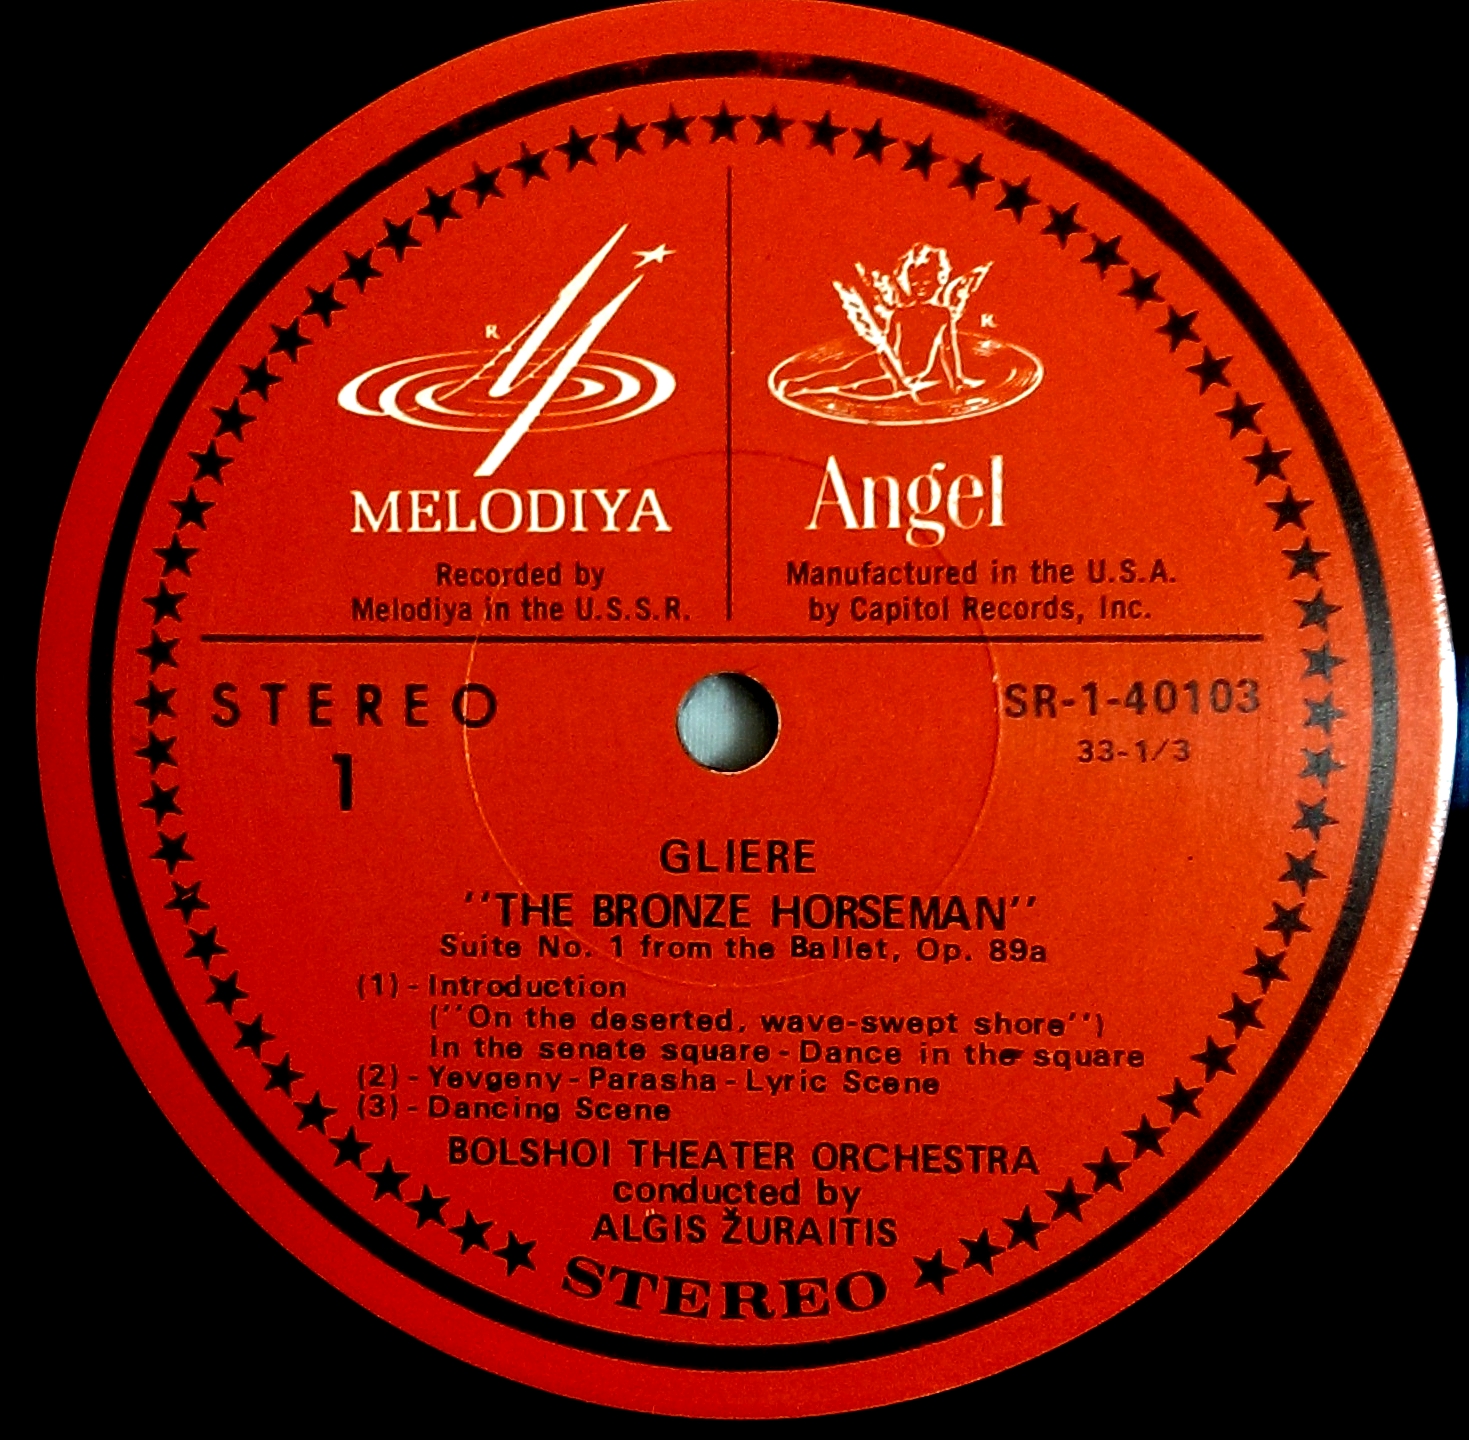 R
MELODIYA
Recorded by
Melodiya in the U.S.S.R.
R
Angel
Manufactured in the U.S.A.
by Capitol Records, Inc.
STEREO
1
SR-1-40103
33-1/3
GLIERE
"THE BRONZE HORSEMAN"
Suite No. 1 from the Ballet, Op. 89a
(1) - Introduction
("On the deserted, wave-swept shore")
In the senate square - Dance in the square
(2) - Yevgeny - Parasha - Lyric Scene
(3) - Dancing Scene
BOLSHOI THEATER ORCHESTRA
conducted by
ALGIS ŽURAITIS
STEREO